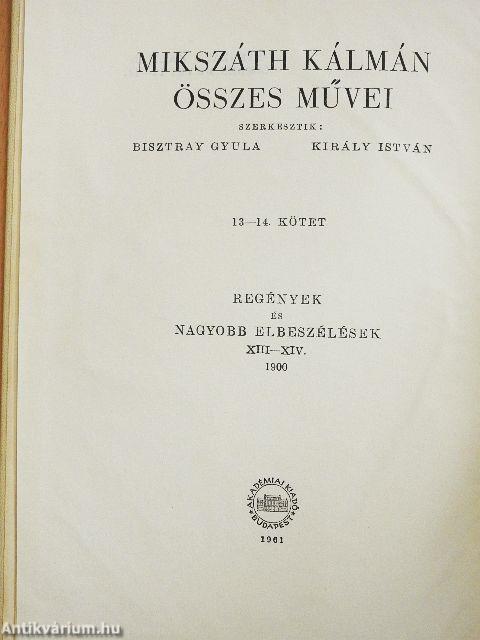 MIKSZÁTH KÁLMÁN
ÖSSZES MŰVEI
SZERKESZTIK:
BISZTRAY GYULA KIRÁLY ISTVÁN
13—14. KÖTET
REGÉNYEK
ÉS
NAGYOBB ELBESZÉLÉSEK
XIII—XIV.
1900
AKADÉMIAI KIADÓ
BUDAPEST
1961
Antikvárium.hu